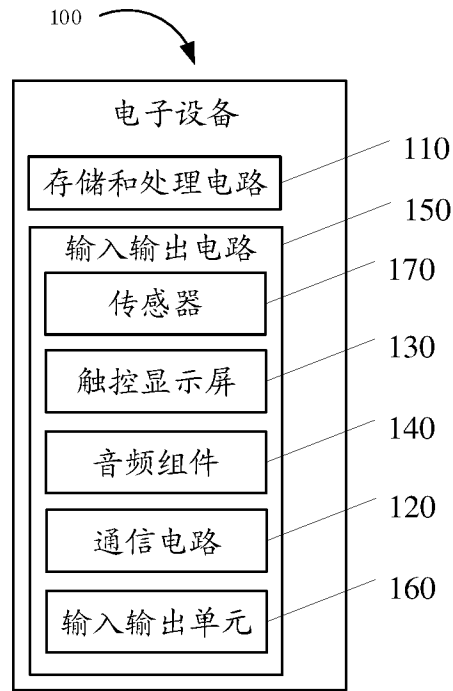 100
电子设备
存储和处理电路
110
150
输入输出电路
传感器
170
触控显示屏
130
音频组件
140
通信电路
120
输入输出单元
160